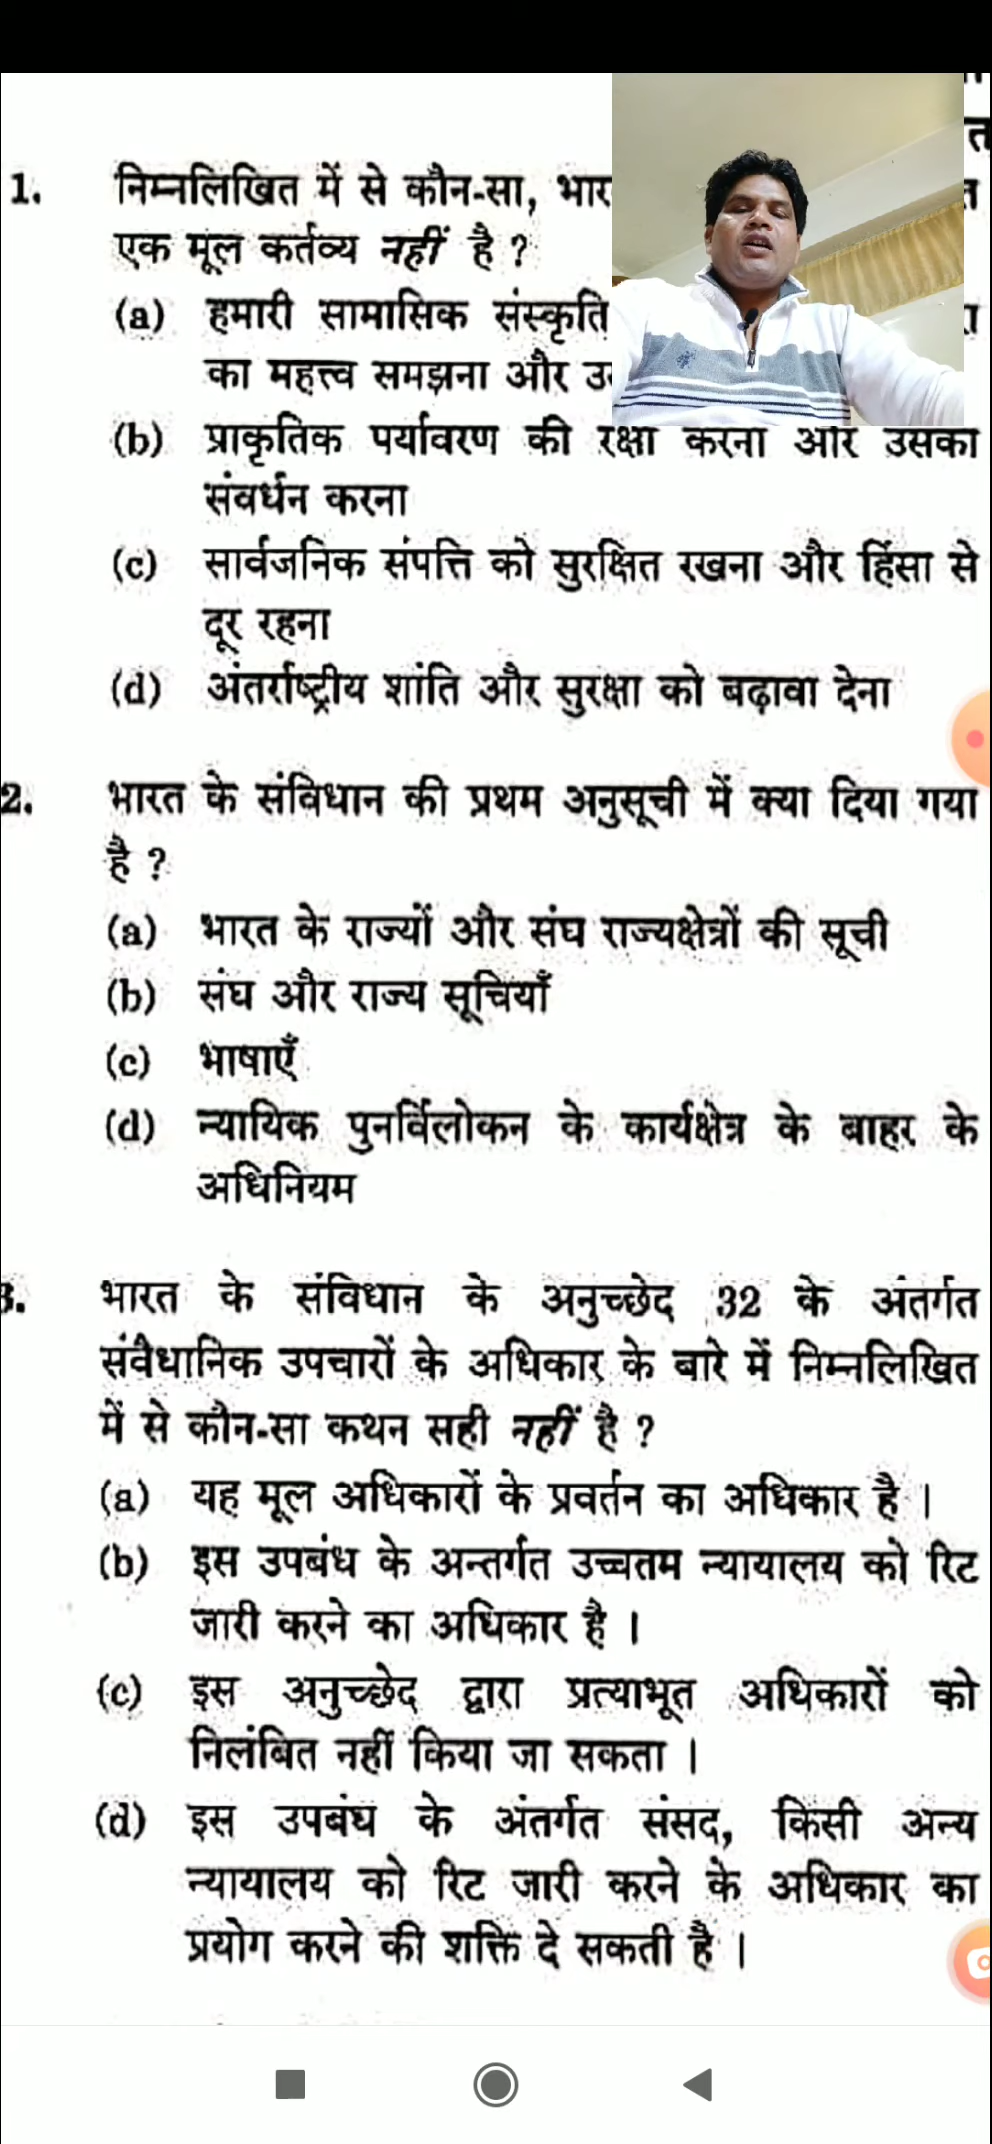 त
1. निम्नलिखित में से कौन-सा,
एक मूल कर्तव्य नहीं है ?
(a) हमारी सामासिक संस्कृति
का महत्त्व समझना और
(b) प्राकृतिक पर्यावरण की रक्षा करना और उसका
संवर्धन करना
(c) सार्वजनिक संपत्ति को सुरक्षित रखना और हिंसा से
दूर रहना
(d) अंतर्राष्ट्रीय शांति और सुरक्षा को बढ़ावा देना
2. भारत के संविधान की प्रथम अनुसूची में क्या दिया गया
है ?
(a) भारत के राज्यों और संघ राज्यक्षेत्रों की सूची
(b) संघ और राज्य सूचियाँ
(c) भाषाएँ
(d) न्यायिक पुनर्विलोकन के कार्यक्षेत्र के बाहर के
अधिनियम
3. भारत के संविधान के अनुच्छेद 32 के अंतर्गत
संवैधानिक उपचारों के अधिकार के बारे में निम्नलिखित
में से कौन-सा कथन सही नहीं है ?
(a) यह मूल अधिकारों के प्रवर्तन का अधिकार है ।
(b) इस उपबंध के अन्तर्गत उच्चतम न्यायालय को रिट
जारी करने का अधिकार है ।
(c) इस अनुच्छेद द्वारा प्रत्याभूत अधिकारों को
निलंबित नहीं किया जा सकता ।
(d) इस उपबंध के अंतर्गत संसद, किसी अन्य
न्यायालय को रिट जारी करने के अधिकार का
प्रयोग करने की शक्ति दे सकती है ।